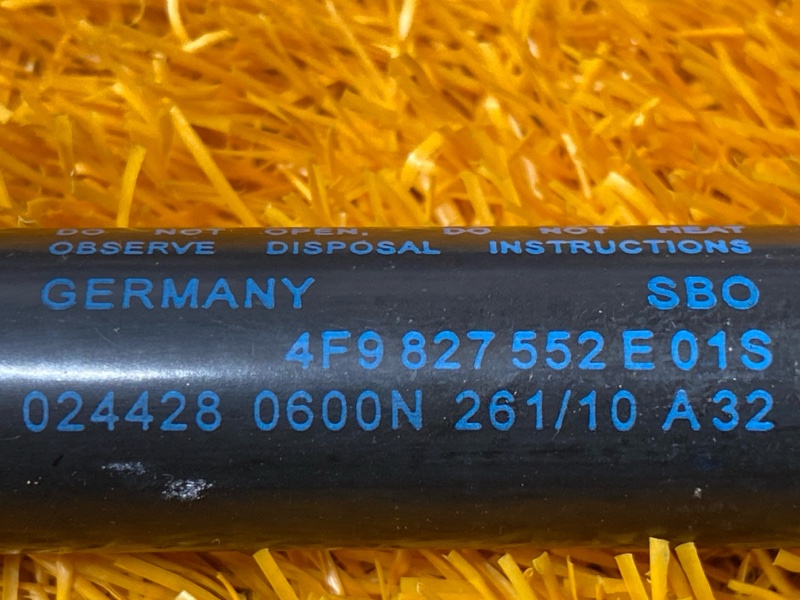 DO NOT OPEN. DO NOT HEAT
OBSERVE DISPOSAL INSTRUCTIONS
GERMANY SBO
4F9 827 552 E 01S
024428 0600N 261/10 A32